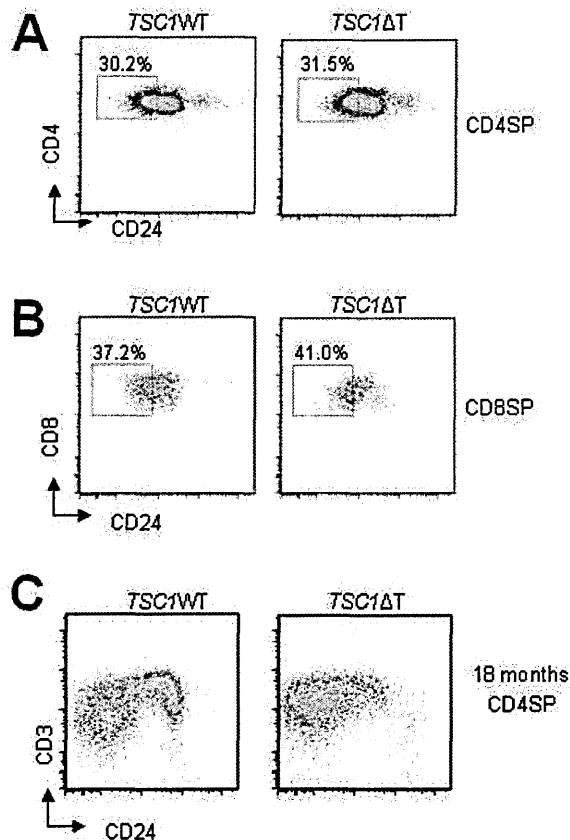 A
TSC1WT
TSC1ΔT
30.2%
31.5%
CD4
CD24
CD4SP
B
TSC1WT
TSC1ΔT
37.2%
41.0%
CD8
CD24
CD8SP
C
TSC1WT
TSC1ΔT
18 months
CD4SP
CD3
CD24